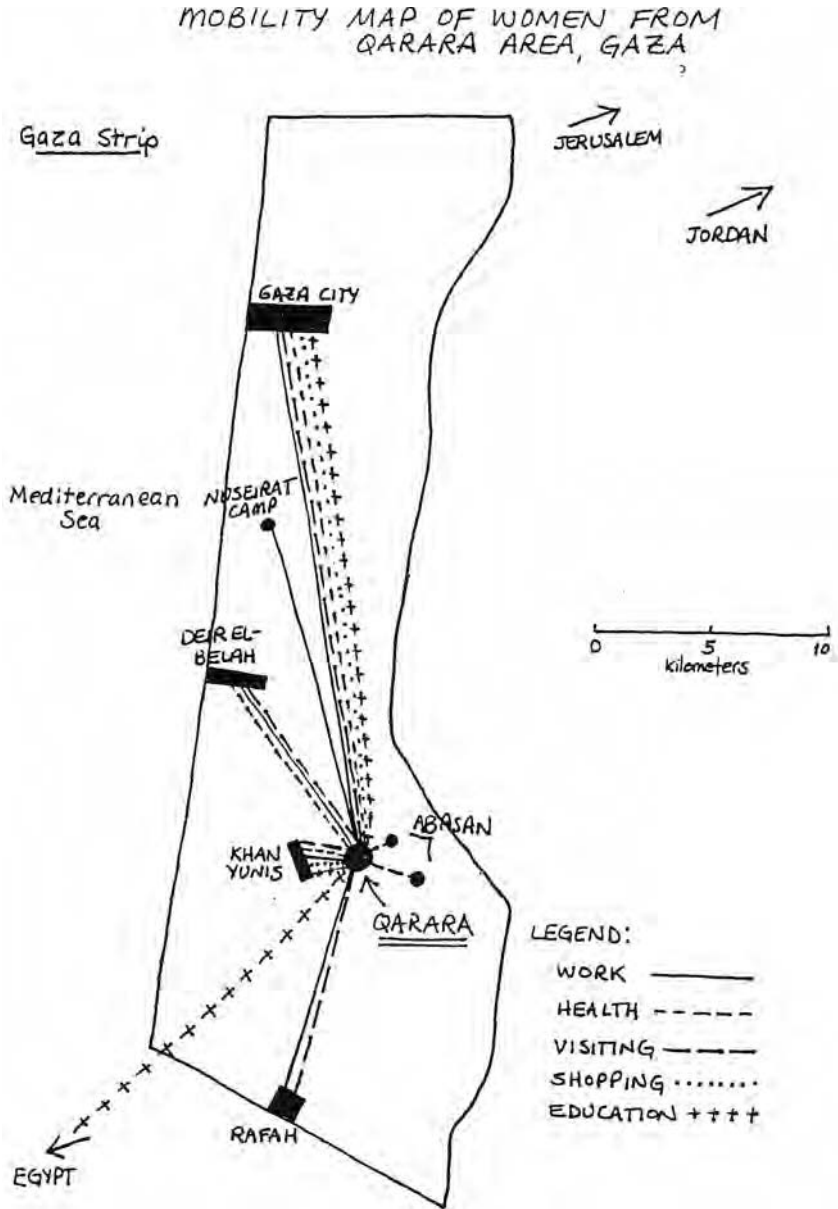 MOBILITY MAP OF WOMEN FROM
QARARA AREA, GAZA
Gaza Strip
JERUSALEM
JORDAN
GAZA CITY
Mediterranean
Sea
NUSEIRAT
CAMP
DEIR EL-
BELAH
0 5 10
kilometers
ABASAN
KHAN
YUNIS
QARARA
LEGEND:
WORK
HEALTH
VISITING
SHOPPING
EDUCATION
RAFAH
EGYPT